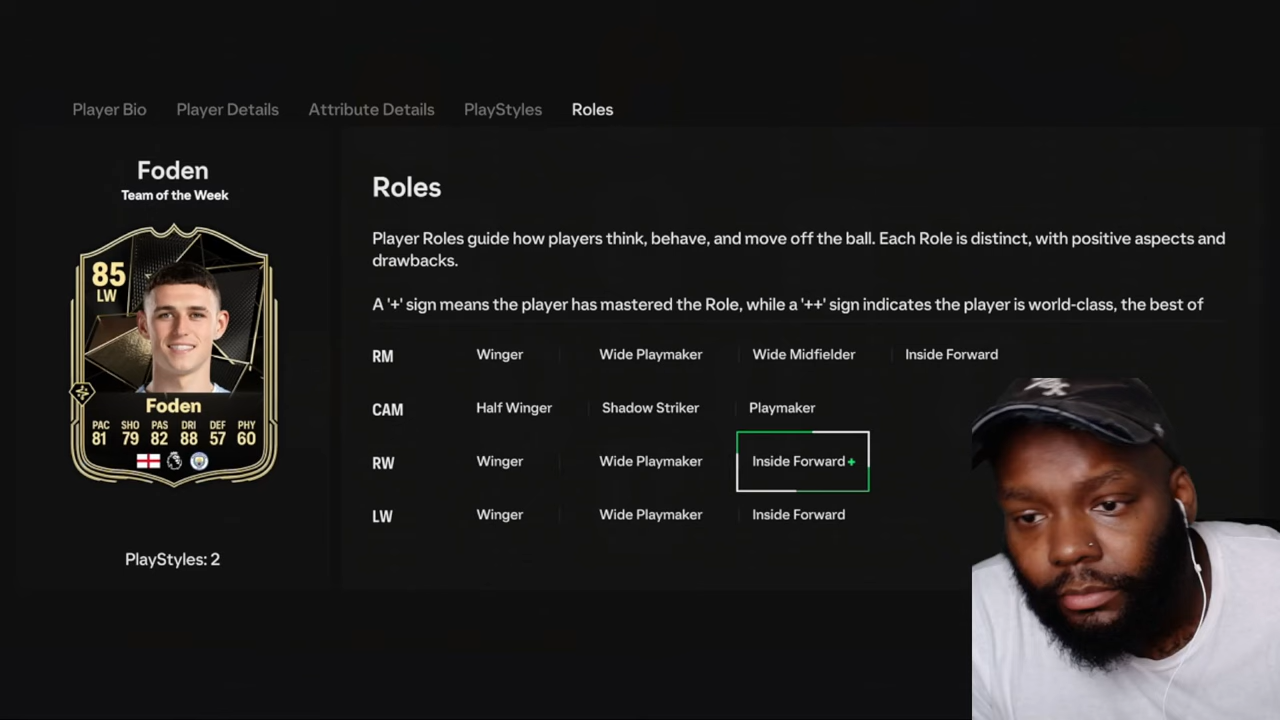 Player Bio Player Details Attribute Details PlayStyles Roles
Foden
Team of the Week
85
LW
Foden
PAC SHO PAS DRI DEF PHY
81 79 82 88 57 60
PlayStyles: 2
Roles
Player Roles guide how players think, behave, and move off the ball. Each Role is distinct, with positive aspects and
drawbacks.
A '+' sign means the player has mastered the Role, while a '++' sign indicates the player is world-class, the best of
RM Winger Wide Playmaker Wide Midfielder Inside Forward
CAM Half Winger Shadow Striker Playmaker
RW Winger Wide Playmaker Inside Forward+
LW Winger Wide Playmaker Inside Forward